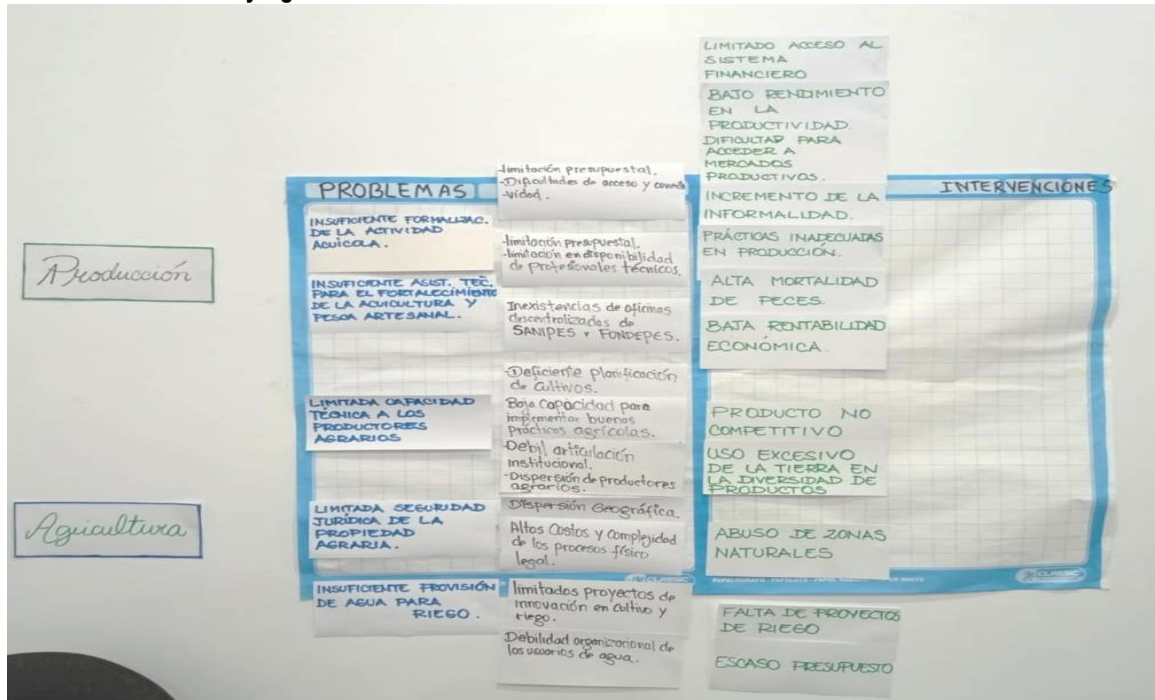 Producción
Agricultura
PROBLEMAS
INSUFICIENTE FORMALIZAC.
DE LA ACTIVIDAD
ACUÍCOLA.
INSUFICIENTE ASIST. TEC.
PARA EL FORTALECIMIENTO
DE LA ACUICULTURA Y
PESCA ARTESANAL.
LIMITADA CAPACIDAD
TÉCNICA A LOS
PRODUCTORES
AGRARIOS
LIMITADA SEGURIDAD
JURÍDICA DE LA
PROPIEDAD
AGRARIA.
INSUFICIENTE PROVISIÓN
DE AGUA PARA
RIEGO.
-limitación presupuestal.
-Dificultades de acceso y
-vidad.
-limitación presupuestal.
-limitación en disponibilidad
de profesionales técnicos.
Inexistencias de oficinas
descentralizadas de
SANIPES y FONDEPES.
-Deficiente planificación
de cultivos.
Baja Capacidad para
implementar buenas
prácticas agrícolas.
-Debil articulación
institucional.
-Dispersión de productores
agrarios.
Dispersión Geográfica.
Altos Costos y complejidad
de los procesos físico
legal.
limitados proyectos de
innovación en cultivo y
riego.
Debilidad organizacional de
los usuarios de agua.
LIMITADO ACCESO AL
SISTEMA
FINANCIERO
BAJO RENDIMIENTO
EN LA
PRODUCTIVIDAD.
DIFICULTAD PARA
ACCEDER A
MERCADOS
PRODUCTIVOS.
INCREMENTO DE LA
INFORMALIDAD.
PRÁCTICAS INADECUADAS
EN PRODUCCIÓN.
ALTA MORTALIDAD
DE PECES.
BAJA RENTABILIDAD
ECONÓMICA.
PRODUCTO NO
COMPETITIVO
USO EXCESIVO
DE LA TIERRA EN
LA DIVERSIDAD DE
PRODUCTOS
ABUSO DE ZONAS
NATURALES
FALTA DE PROYECTOS
DE RIEGO
ESCASO PRESUPUESTO
INTERVENCIONES
CLASSIC
CLASSIC